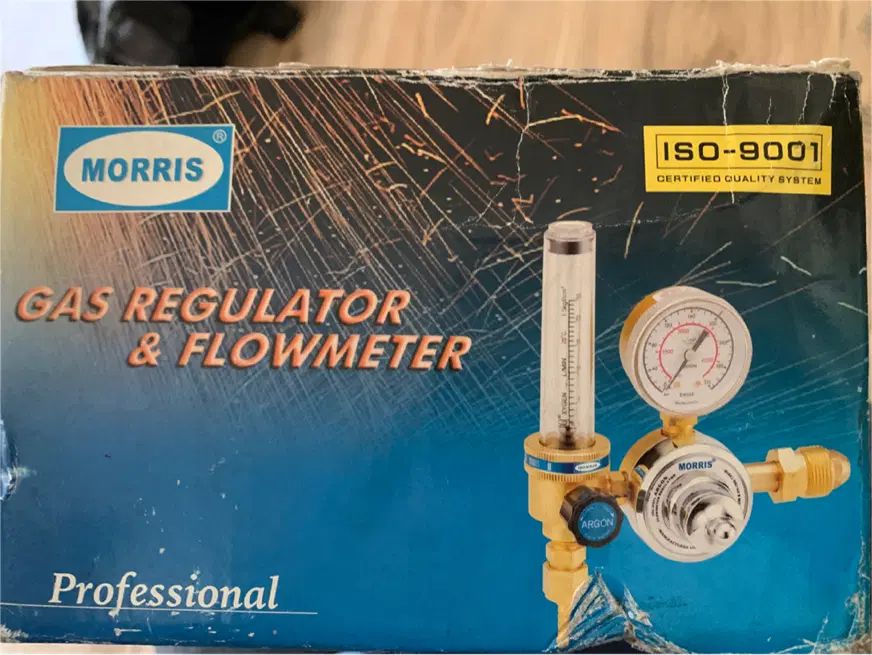 MORRIS®
ISO-9001
CERTIFIED QUALITY SYSTEM
GAS REGULATOR
& FLOWMETER
MORRIS
ARGON
Professional